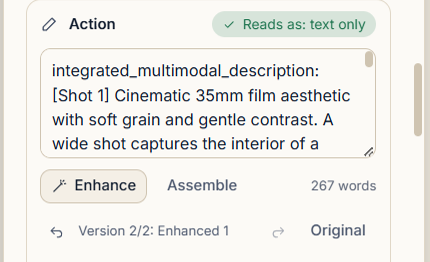 Action
Reads as: text only
integrated_multimodal_description:
[Shot 1] Cinematic 35mm film aesthetic
with soft grain and gentle contrast. A
wide shot captures the interior of a
Enhance
Assemble
267 words
Version 2/2: Enhanced 1
Original